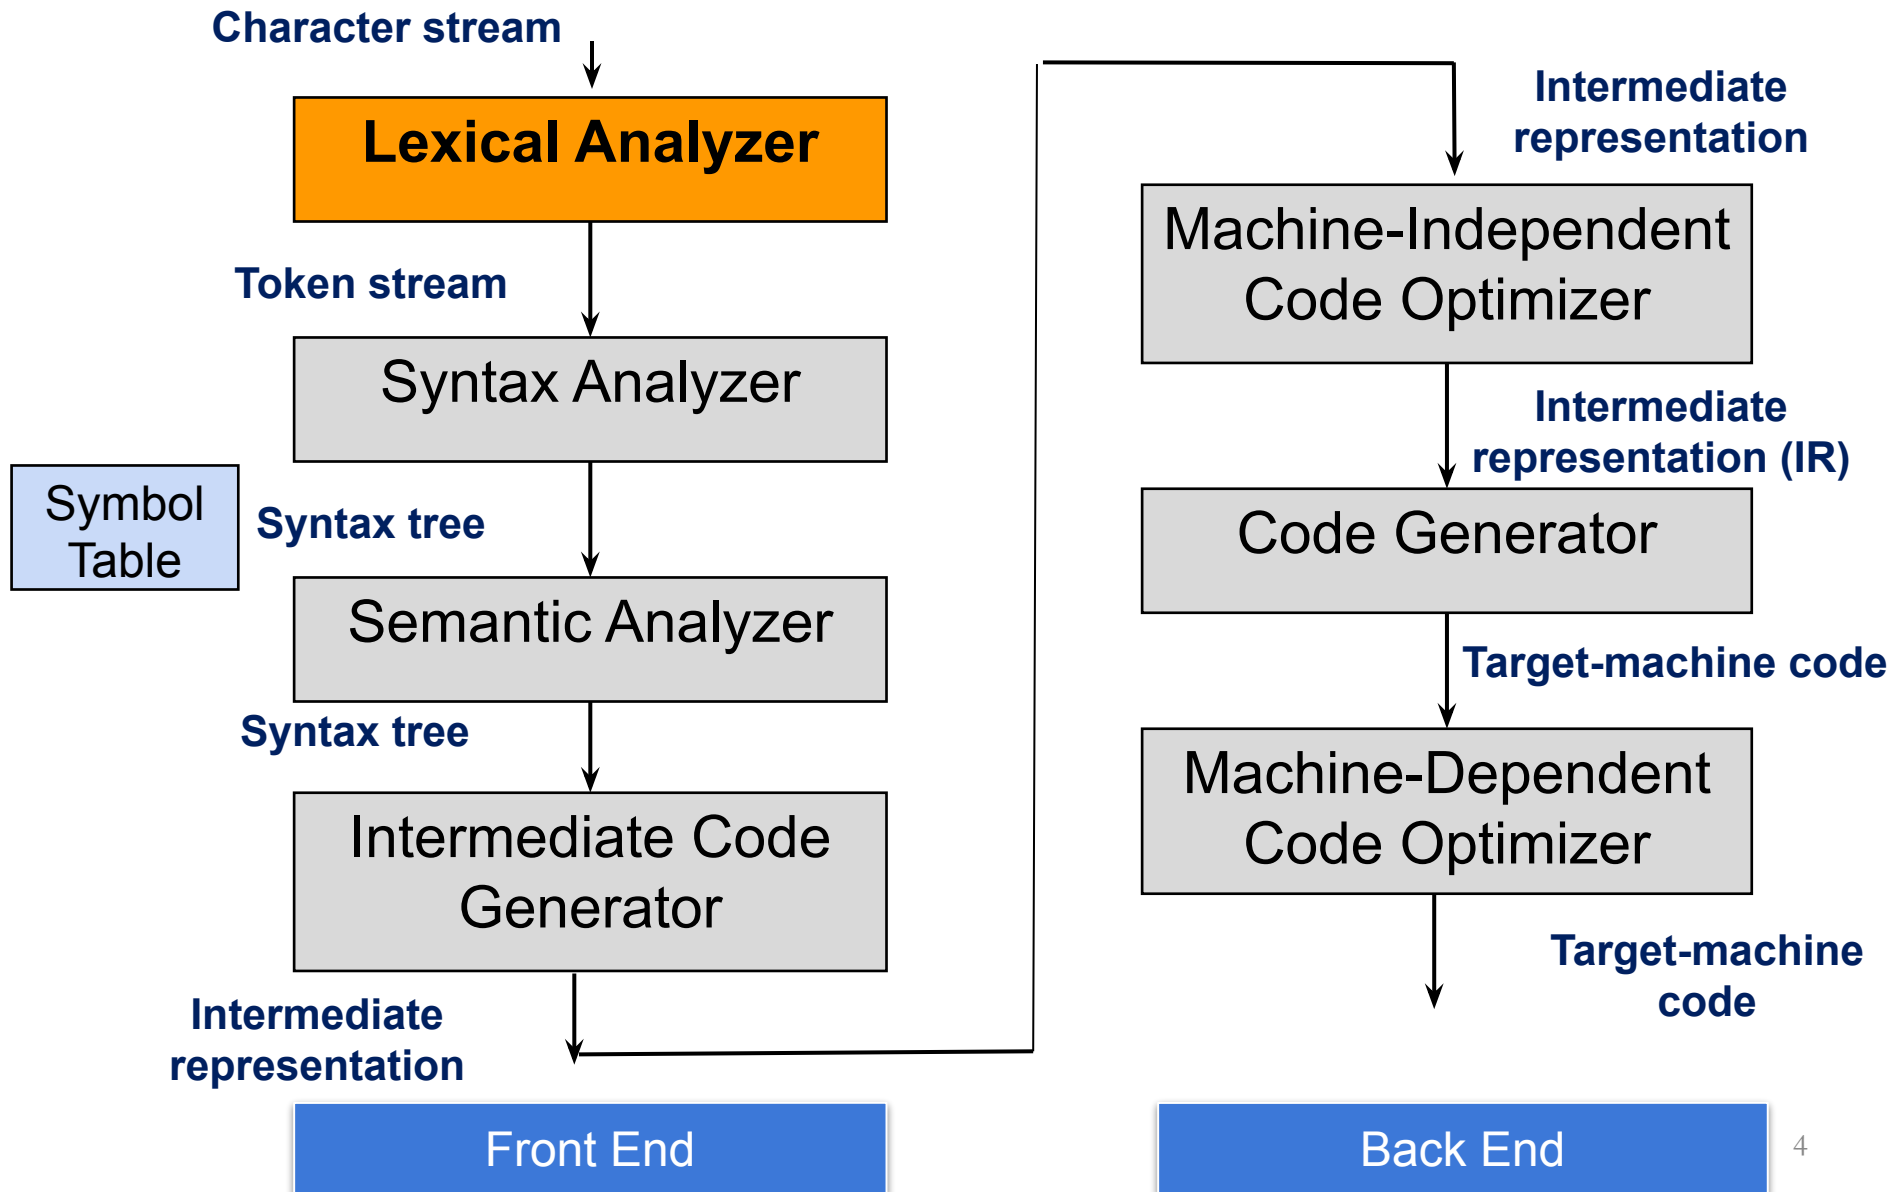 Character stream
Lexical Analyzer
Token stream
Syntax Analyzer
Symbol
Table
Syntax tree
Semantic Analyzer
Syntax tree
Intermediate Code
Generator
Intermediate
representation
Front End
Intermediate
representation
Machine-Independent
Code Optimizer
Intermediate
representation (IR)
Code Generator
Target-machine code
Machine-Dependent
Code Optimizer
Target-machine
code
Back End
4